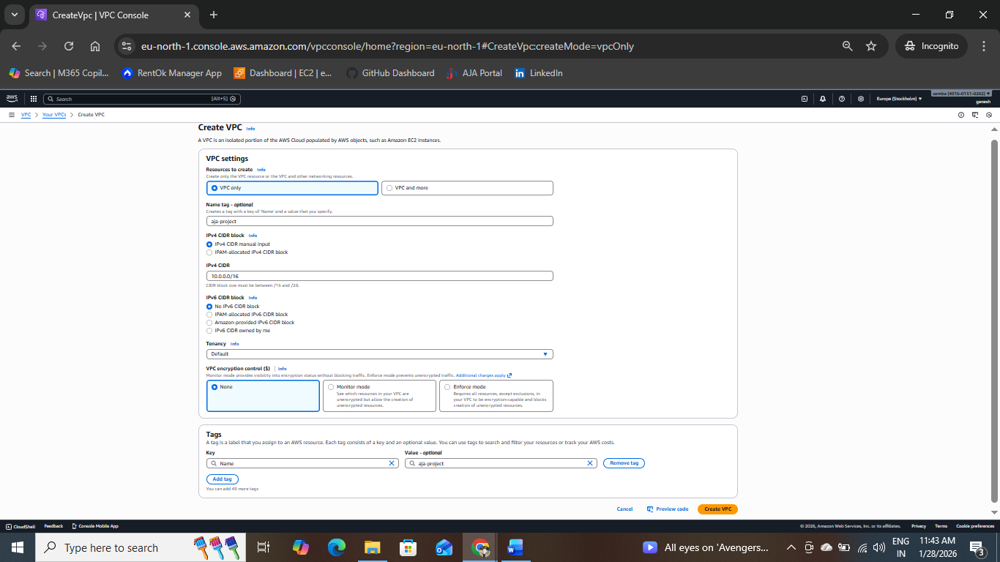 CreateVpc | VPC Console
eu-north-1.console.aws.amazon.com/vpcconsole/home?region=eu-north-1#CreateVpc:createMode=vpcOnly
Incognito
Search | M365 Copil...
RentOk Manager App
Dashboard | EC2 | e...
GitHub Dashboard
AJA Portal
LinkedIn
aws
Search
[Alt+S]
Europe (Stockholm)
sembe (4916-0151-0202)
ganesh
VPC > Your VPCs > Create VPC
Create VPC Info
A VPC is an isolated portion of the AWS Cloud populated by AWS objects, such as Amazon EC2 instances.
VPC settings
Resources to create Info
Create only the VPC resource or the VPC and other networking resources.
VPC only
VPC and more
Name tag - optional
Creates a tag with a key of 'Name' and a value that you specify.
aja-project
IPv4 CIDR block Info
IPv4 CIDR manual input
IPAM-allocated IPv4 CIDR block
IPv4 CIDR
10.0.0.0/16
CIDR block size must be between /16 and /28.
IPv6 CIDR block Info
No IPv6 CIDR block
IPAM-allocated IPv6 CIDR block
Amazon-provided IPv6 CIDR block
IPv6 CIDR owned by me
Tenancy Info
Default
VPC encryption control ($) | Info
Monitor mode provides visibility into encryption status without blocking traffic. Enforce mode prevents unencrypted traffic. Additional charges apply
None
Monitor mode
See which resources in your VPC are
unencrypted but allow the creation of
unencrypted resources.
Enforce mode
Requires all resources, except exclusions, in
your VPC to be encryption-capable and blocks
creation of unencrypted resources.
Tags
A tag is a label that you assign to an AWS resource. Each tag consists of a key and an optional value. You can use tags to search and filter your resources or track your AWS costs.
Key
Value - optional
Name
aja-project
Remove tag
Add tag
You can add 49 more tags
Cancel
Preview code
Create VPC
CloudShell
Feedback
Console Mobile App
© 2026, Amazon Web Services, Inc. or its affiliates.
Privacy
Terms
Cookie preferences
Type here to search
All eyes on 'Avengers...
ENG
IN
11:43 AM
1/28/2026
3